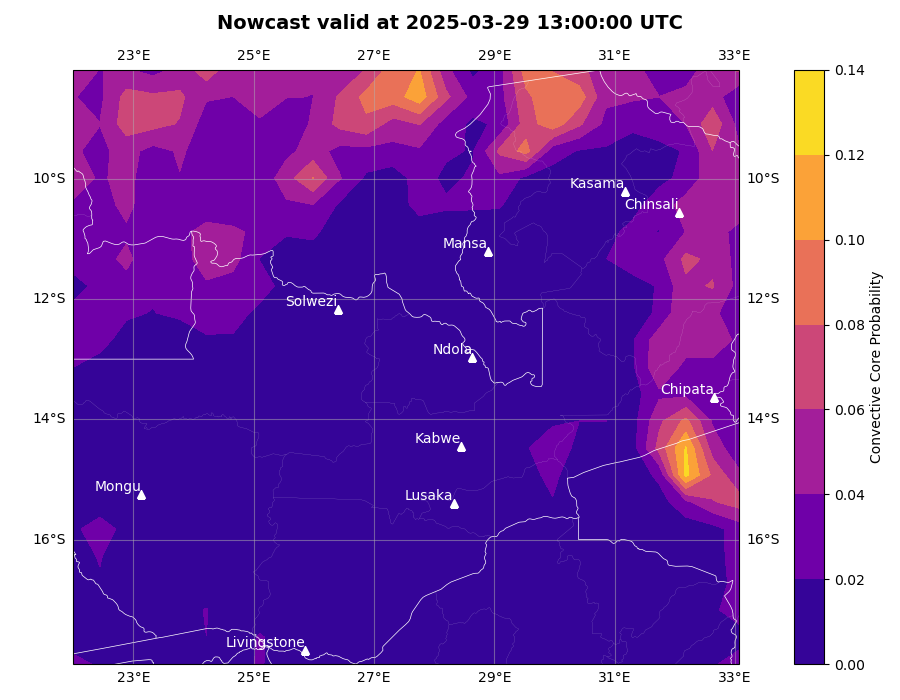 Nowcast valid at 2025-03-29 13:00:00 UTC
23°E 25°E 27°E 29°E 31°E 33°E
0.14
0.12
0.10
0.08
0.06
0.04
0.02
0.00
Convective Core Probability
10°S 10°S
12°S 12°S
14°S 14°S
16°S 16°S
Kasama
Chinsali
Mansa
Solwezi
Ndola
Chipata
Kabwe
Mongu
Lusaka
Livingstone
23°E 25°E 27°E 29°E 31°E 33°E